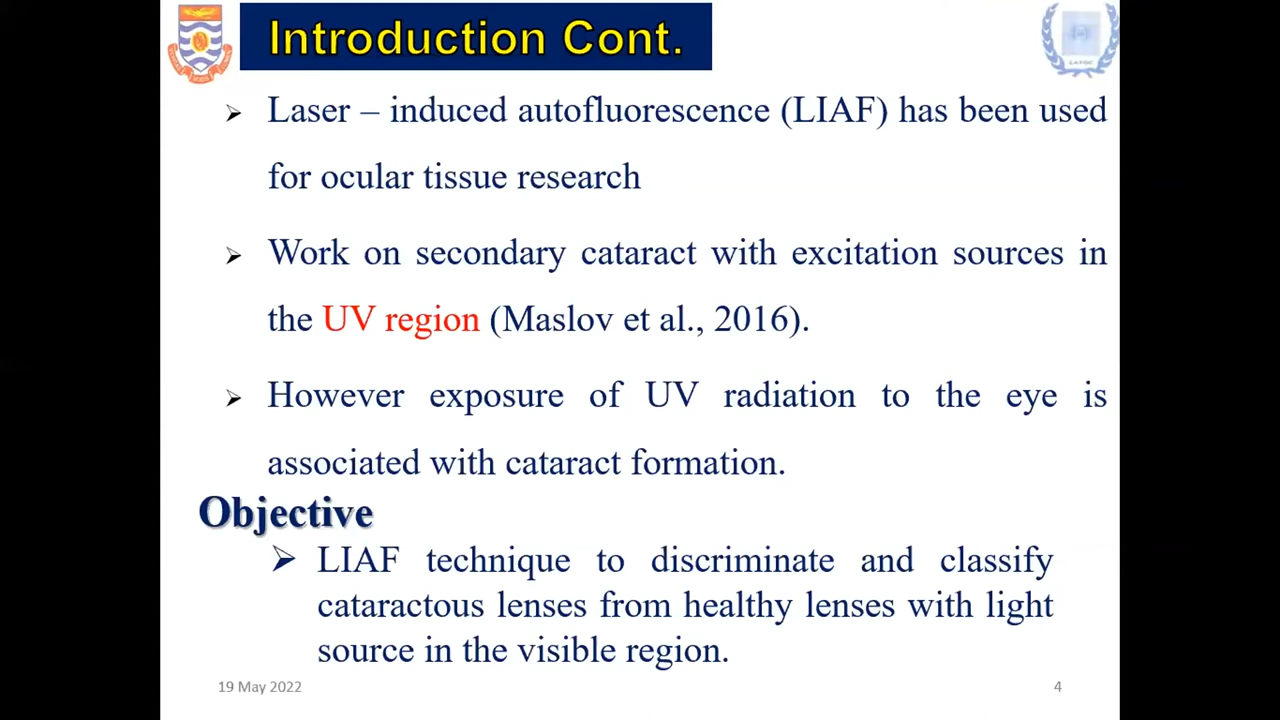 Introduction Cont.
➢ Laser – induced autofluorescence (LIAF) has been used
for ocular tissue research
➢ Work on secondary cataract with excitation sources in
the UV region (Maslov et al., 2016).
➢ However exposure of UV radiation to the eye is
associated with cataract formation.
Objective
➢ LIAF technique to discriminate and classify
cataractous lenses from healthy lenses with light
source in the visible region.
19 May 2022
4